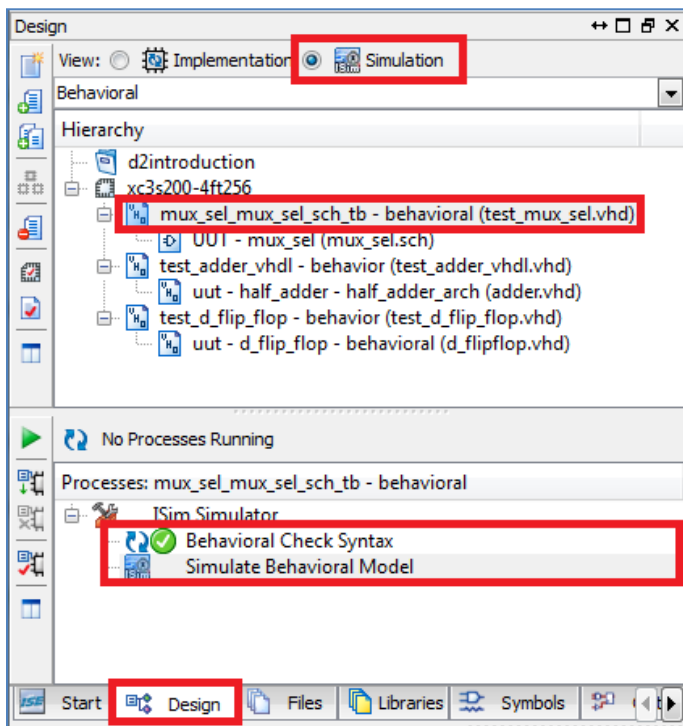 Design
View: Implementation Simulation
Behavioral
Hierarchy
d2introduction
xc3s200-4ft256
mux_sel_mux_sel_sch_tb - behavioral (test_mux_sel.vhd)
UUT - mux_sel (mux_sel.sch)
test_adder_vhdl - behavior (test_adder_vhdl.vhd)
uut - half_adder - half_adder_arch (adder.vhd)
test_d_flip_flop - behavior (test_d_flip_flop.vhd)
uut - d_flip_flop - behavioral (d_flipflop.vhd)
No Processes Running
Processes: mux_sel_mux_sel_sch_tb - behavioral
ISim Simulator
Behavioral Check Syntax
Simulate Behavioral Model
ISE Start Design Files Libraries Symbols